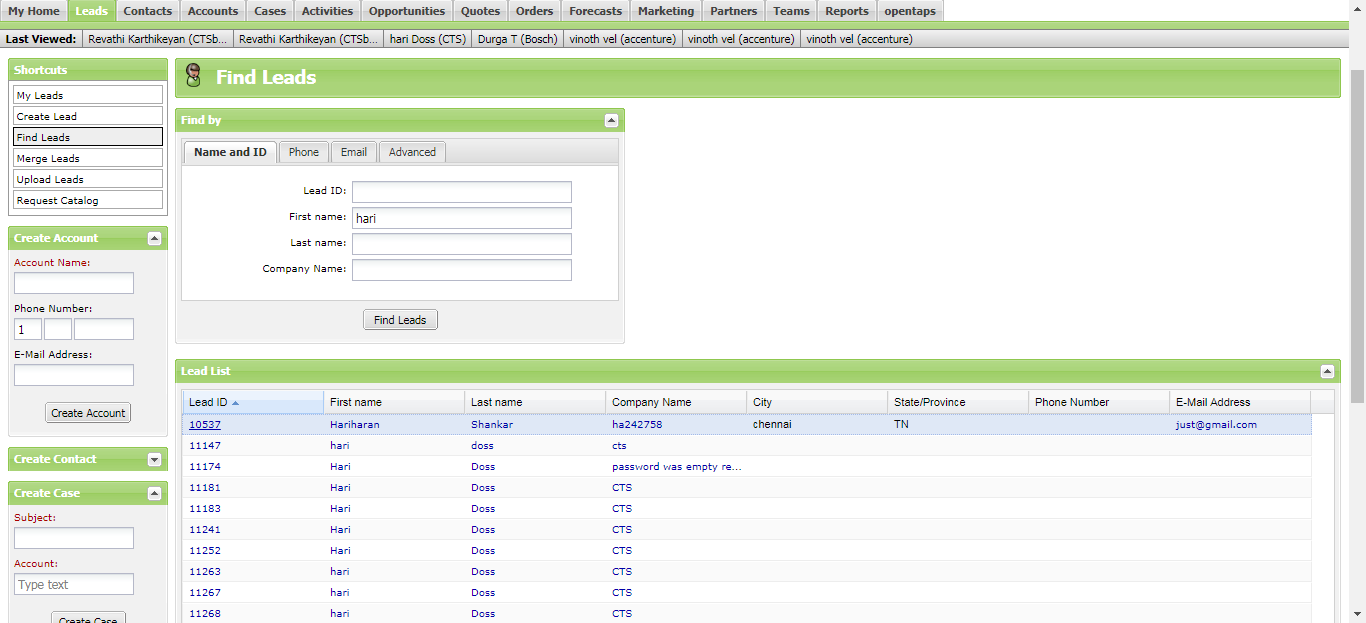 My Home Leads Contacts Accounts Cases Activities Opportunities Quotes Orders Forecasts Marketing Partners Teams Reports opentaps
Last Viewed: Revathi Karthikeyan (CTSb... Revathi Karthikeyan (CTSb... hari Doss (CTS) Durga T (Bosch) vinoth vel (accenture) vinoth vel (accenture) vinoth vel (accenture)
Shortcuts
My Leads
Create Lead
Find Leads
Merge Leads
Upload Leads
Request Catalog
Create Account
Account Name:
Phone Number:
1
E-Mail Address:
Create Account
Create Contact
Create Case
Subject:
Account:
Type text
Create Case
Find Leads
Find by
Name and ID Phone Email Advanced
Lead ID:
First name: hari
Last name:
Company Name:
Find Leads
Lead List
Lead ID First name Last name Company Name City State/Province Phone Number E-Mail Address
10537 Hariharan Shankar ha242758 chennai TN just@gmail.com
11147 hari doss cts
11174 Hari Doss password was empty re...
11181 Hari Doss CTS
11183 Hari Doss CTS
11241 Hari Doss CTS
11252 Hari Doss CTS
11263 hari Doss CTS
11267 hari Doss CTS
11268 hari Doss CTS